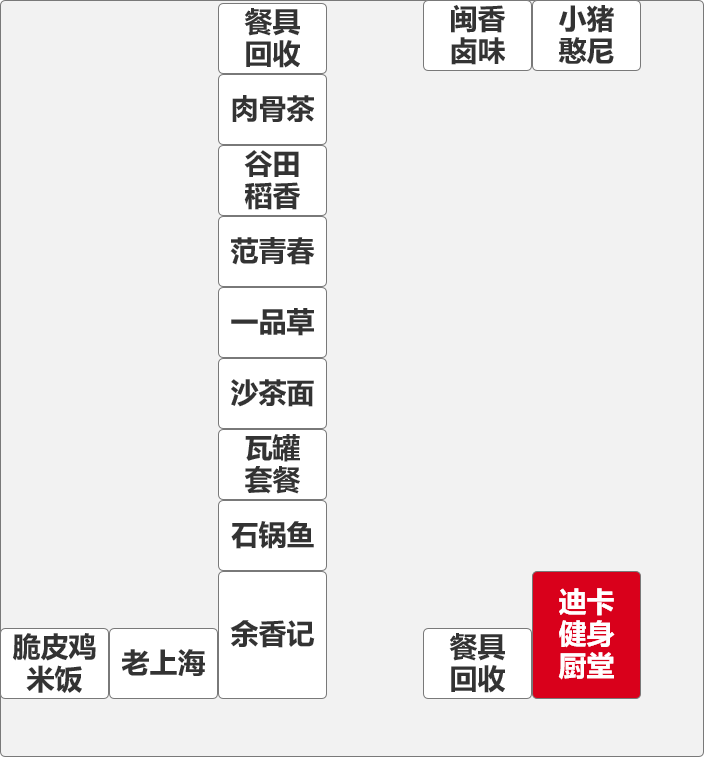 餐具
回收
闽香
卤味
小猪
憨尼
肉骨茶
谷田
稻香
范青春
一品草
沙茶面
瓦罐
套餐
石锅鱼
余香记
脆皮鸡
米饭
老上海
餐具
回收
迪卡
健身
厨堂